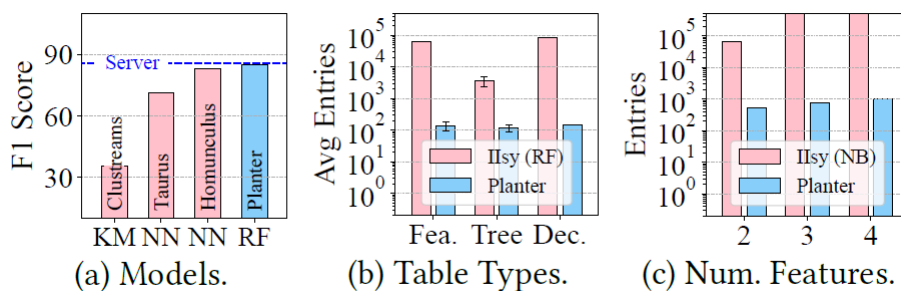 F1 Score
90
60
30
Server
Clustreams
Taurus
Homunculus
Planter
KM NN NN RF
(a) Models.
Avg Entries
10^5
10^4
10^3
10^2
10^1
10^0
IIsy (RF)
Planter
Fea. Tree Dec.
(b) Table Types.
Entries
10^5
10^4
10^3
10^2
10^1
10^0
IIsy (NB)
Planter
2 3 4
(c) Num. Features.